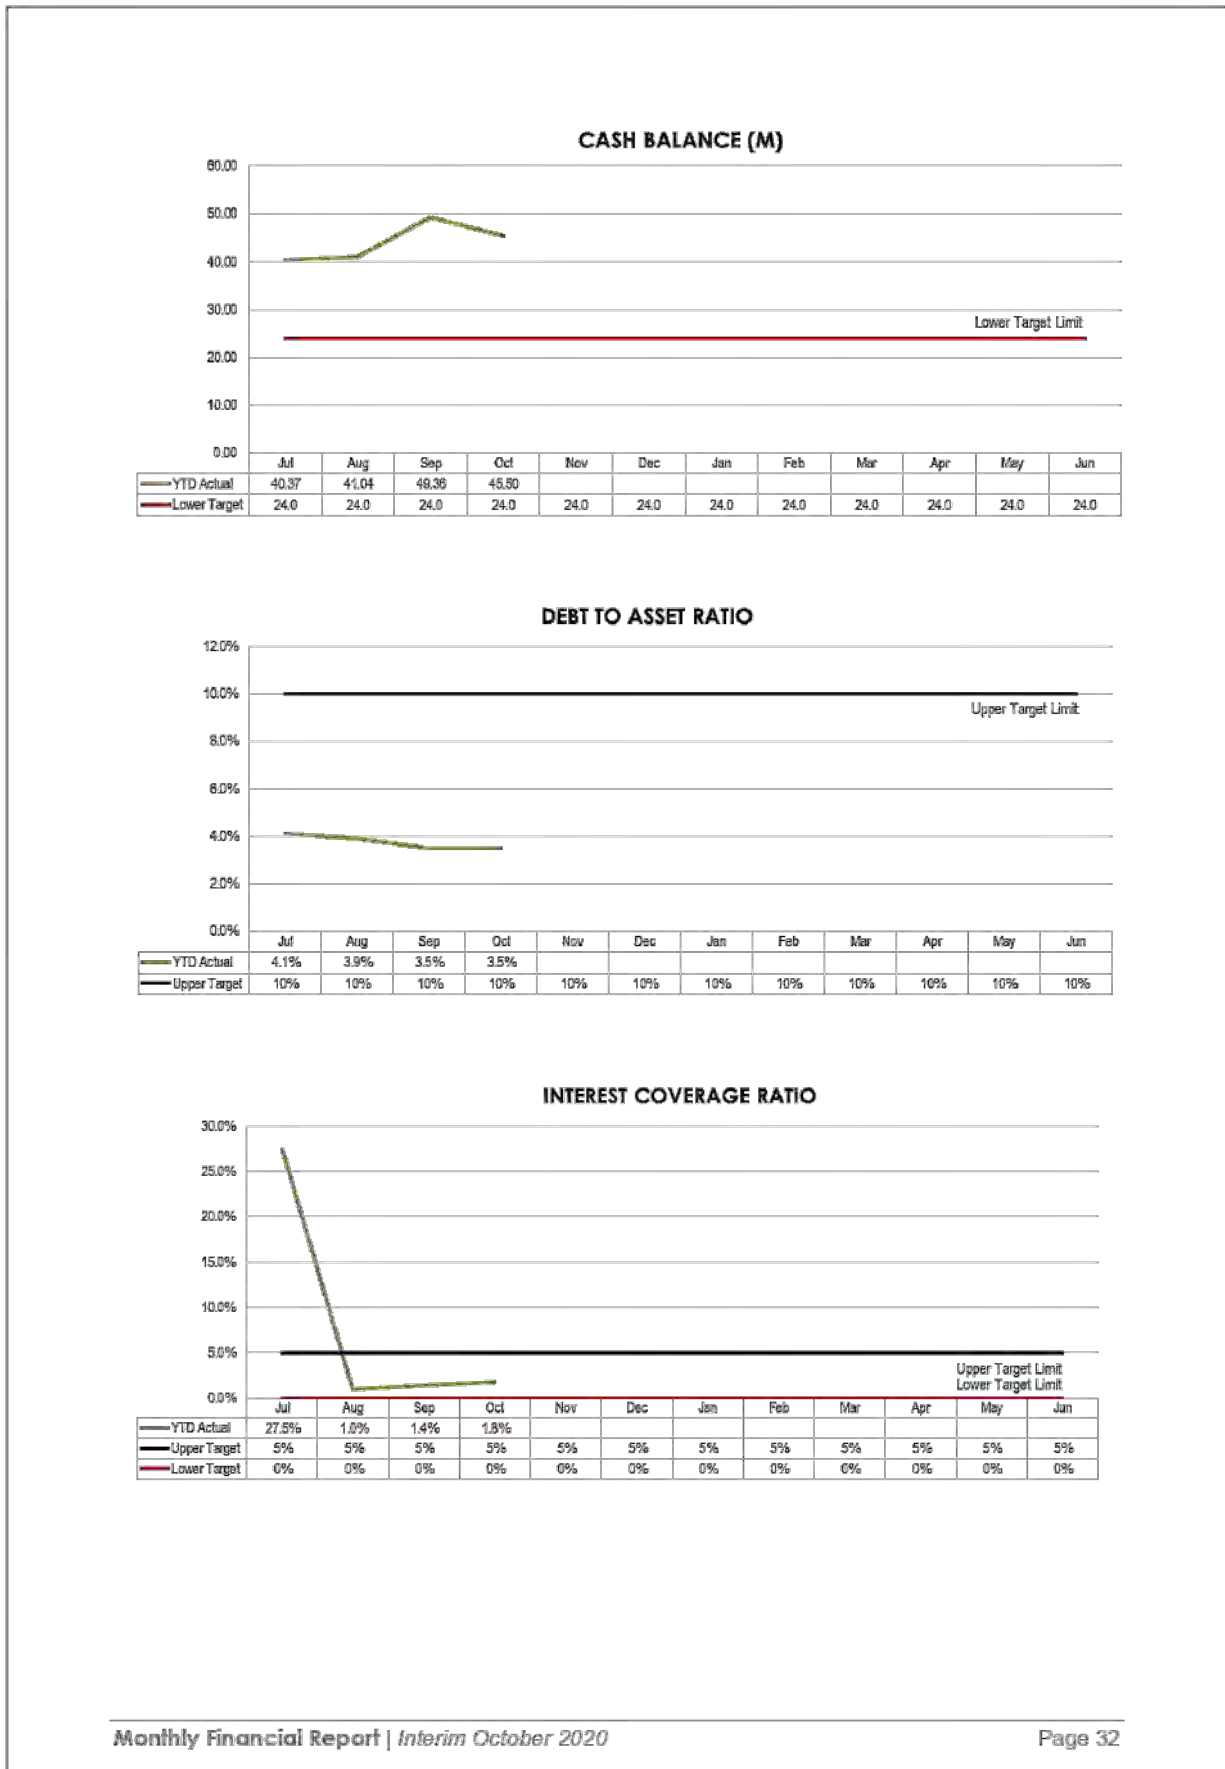 CASH BALANCE (M)
60.00
50.00
40.00
30.00
Lower Target Limit
20.00
10.00
0.00
Jul Aug Sep Oct Nov Dec Jan Feb Mar Apr May Jun
YTD Actual 40.37 41.04 49.36 45.50
Lower Target 24.0 24.0 24.0 24.0 24.0 24.0 24.0 24.0 24.0 24.0 24.0 24.0
DEBT TO ASSET RATIO
12.0%
10.0%
Upper Target Limit
8.0%
6.0%
4.0%
2.0%
0.0%
Jul Aug Sep Oct Nov Dec Jan Feb Mar Apr May Jun
YTD Actual 4.1% 3.9% 3.5% 3.5%
Upper Target 10% 10% 10% 10% 10% 10% 10% 10% 10% 10% 10% 10%
INTEREST COVERAGE RATIO
30.0%
25.0%
20.0%
15.0%
10.0%
5.0%
Upper Target Limit
Lower Target Limit
0.0%
Jul Aug Sep Oct Nov Dec Jan Feb Mar Apr May Jun
YTD Actual 27.5% 1.0% 1.4% 1.8%
Upper Target 5% 5% 5% 5% 5% 5% 5% 5% 5% 5% 5% 5%
Lower Target 0% 0% 0% 0% 0% 0% 0% 0% 0% 0% 0% 0%
Monthly Financial Report | Interim October 2020 Page 32